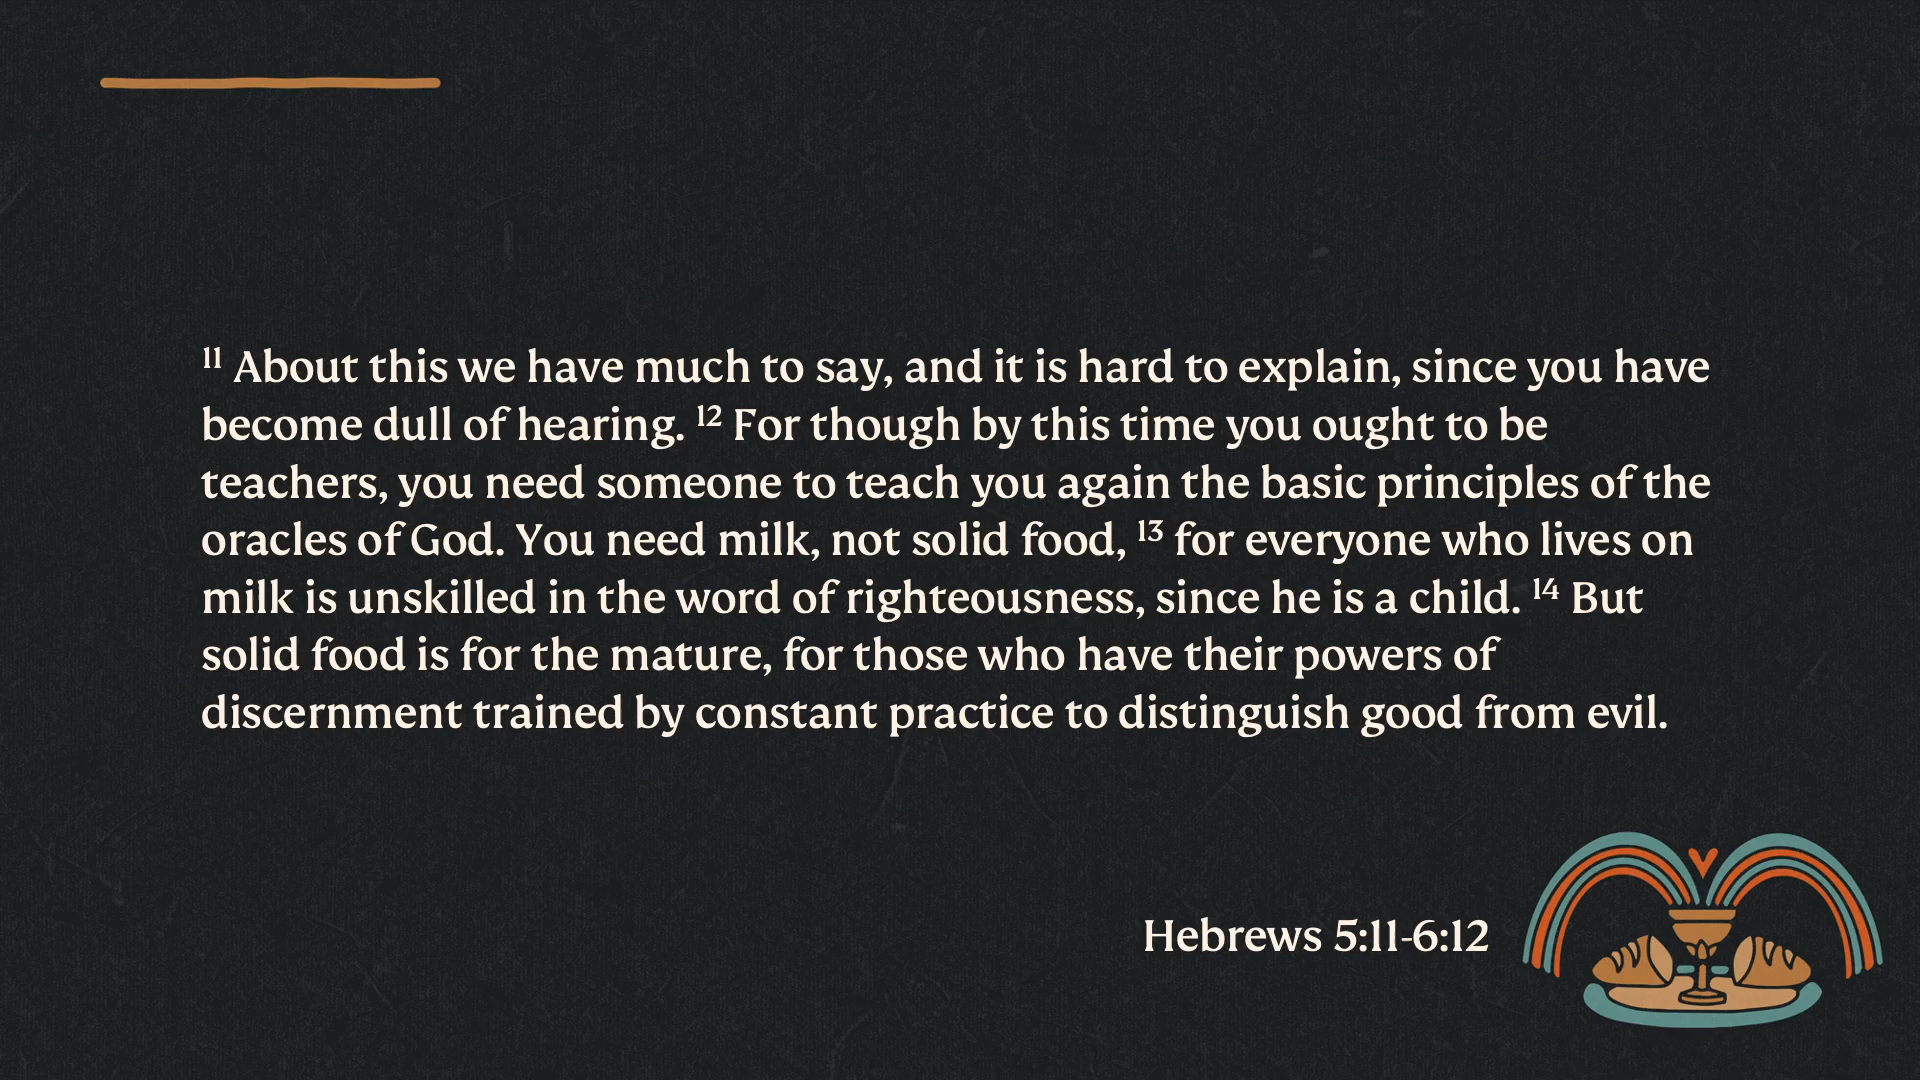 ¹¹ About this we have much to say, and it is hard to explain, since you have
become dull of hearing. ¹² For though by this time you ought to be
teachers, you need someone to teach you again the basic principles of the
oracles of God. You need milk, not solid food, ¹³ for everyone who lives on
milk is unskilled in the word of righteousness, since he is a child. ¹⁴ But
solid food is for the mature, for those who have their powers of
discernment trained by constant practice to distinguish good from evil.
Hebrews 5:11-6:12